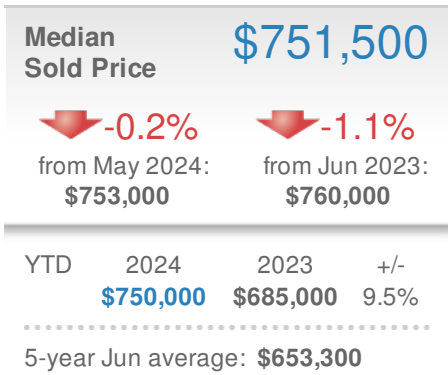 Median
Sold Price
$751,500
-0.2%
from May 2024:
$753,000
-1.1%
from Jun 2023:
$760,000
YTD 2024 2023 +/-
$750,000 $685,000 9.5%
5-year Jun average: $653,300